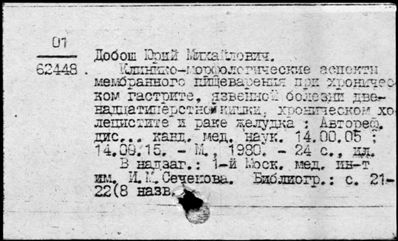 01
62448
Добош Юрий Михайлович.
Клинико-морфологические аспекты
мембранного пищеварения при хроничес-
ком гастрите, язвенной болезни две-
надцатиперстной кишки, хроническом хо-
лецистите и раке желудка : Автореф.
дис... канд. мед. наук. 14.00.05 ;
14.00.15. - М., 1980. - 24 с., ил.
В надзаг.: 1-й Моск. мед. ин-т
им. И.М.Сечекова. Библиогр.: с. 21-
22(8 назв.